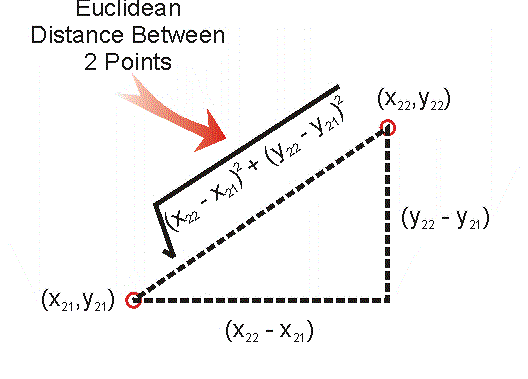 Euclidean
Distance Between
2 Points
(x₂₂,y₂₂)
√(x₂₂ - x₂₁)² + (y₂₂ - y₂₁)²
(y₂₂ - y₂₁)
(x₂₁,y₂₁)
(x₂₂ - x₂₁)